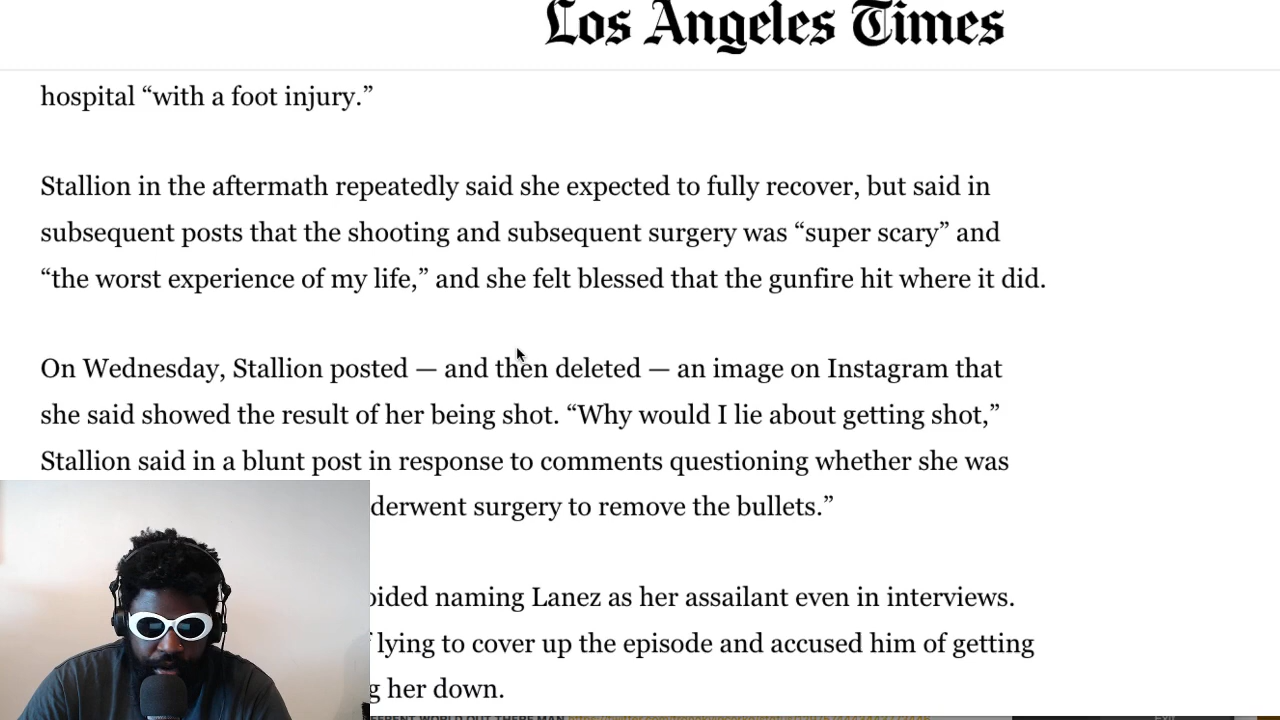 Los Angeles Times
hospital “with a foot injury.”
Stallion in the aftermath repeatedly said she expected to fully recover, but said in
subsequent posts that the shooting and subsequent surgery was “super scary” and
“the worst experience of my life,” and she felt blessed that the gunfire hit where it did.
On Wednesday, Stallion posted — and then deleted — an image on Instagram that
she said showed the result of her being shot. “Why would I lie about getting shot,”
Stallion said in a blunt post in response to comments questioning whether she was
derwent surgery to remove the bullets.”
oided naming Lanez as her assailant even in interviews.
lying to cover up the episode and accused him of getting
g her down.